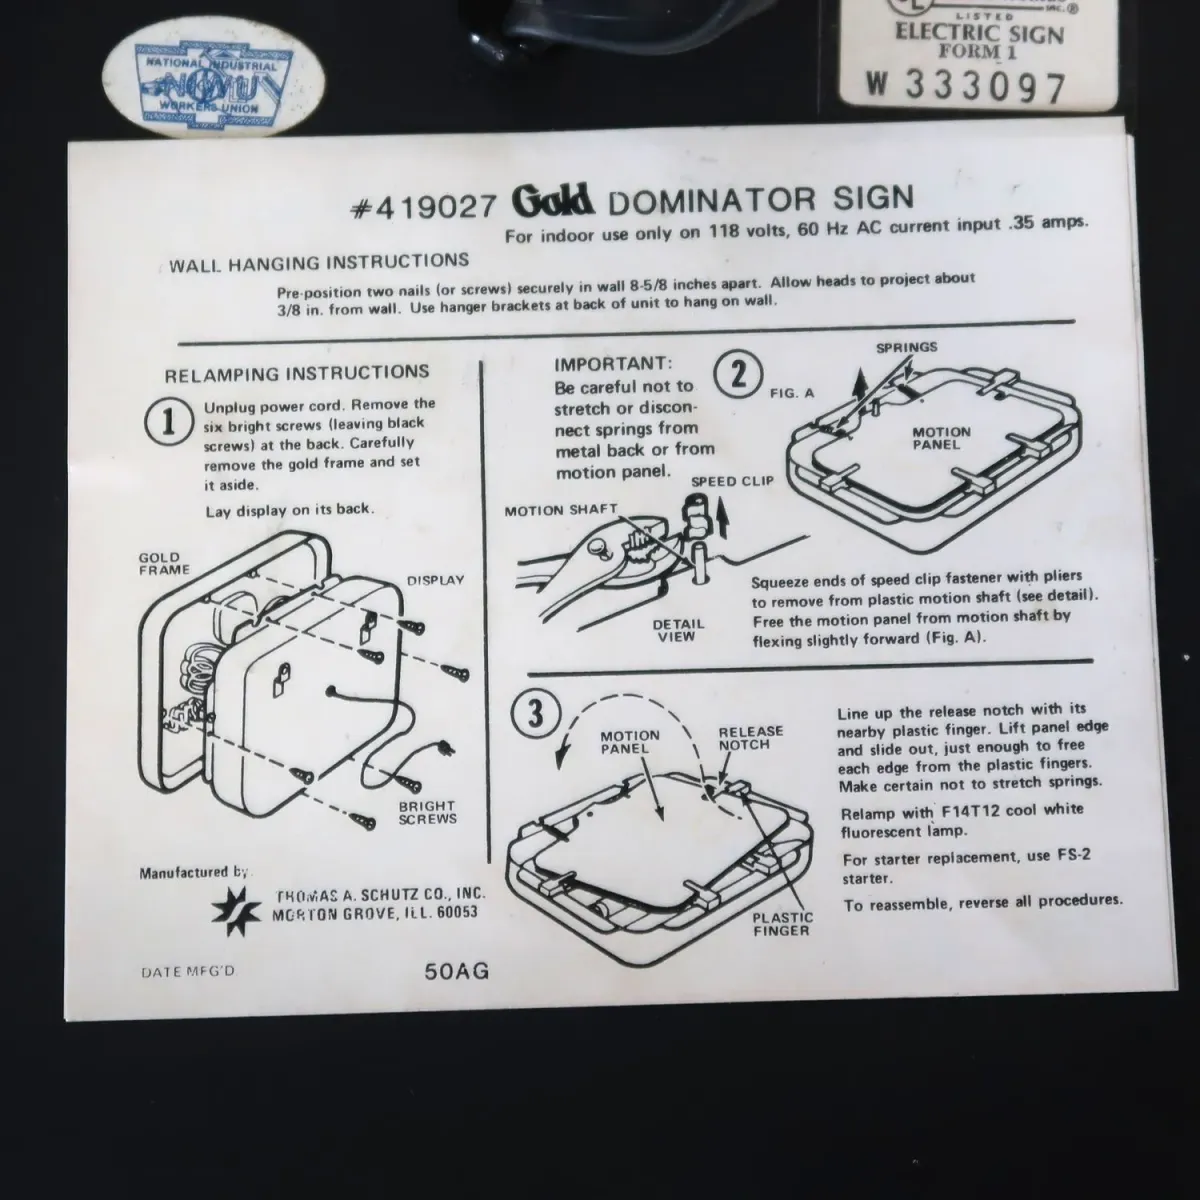 NATIONAL INDUSTRIAL
WORKERS UNION
INC.®
LISTED
ELECTRIC SIGN
FORM 1
W 333097
#419027 Gold DOMINATOR SIGN
For indoor use only on 118 volts, 60 Hz AC current input .35 amps.
WALL HANGING INSTRUCTIONS
Pre-position two nails (or screws) securely in wall 8-5/8 inches apart. Allow heads to project about
3/8 in. from wall. Use hanger brackets at back of unit to hang on wall.
RELAMPING INSTRUCTIONS
1
Unplug power cord. Remove the
six bright screws (leaving black
screws) at the back. Carefully
remove the gold frame and set
it aside.
Lay display on its back.
GOLD
FRAME
DISPLAY
BRIGHT
SCREWS
IMPORTANT:
Be careful not to
stretch or discon-
nect springs from
metal back or from
motion panel.
2
FIG. A
SPRINGS
MOTION
PANEL
SPEED CLIP
MOTION SHAFT
DETAIL
VIEW
Squeeze ends of speed clip fastener with pliers
to remove from plastic motion shaft (see detail).
Free the motion panel from motion shaft by
flexing slightly forward (Fig. A).
3
MOTION
PANEL
RELEASE
NOTCH
PLASTIC
FINGER
Line up the release notch with its
nearby plastic finger. Lift panel edge
and slide out, just enough to free
each edge from the plastic fingers.
Make certain not to stretch springs.
Relamp with F14T12 cool white
fluorescent lamp.
For starter replacement, use FS-2
starter.
To reassemble, reverse all procedures.
Manufactured by
THOMAS A. SCHUTZ CO., INC.
MORTON GROVE, ILL. 60053
DATE MFG'D
50AG